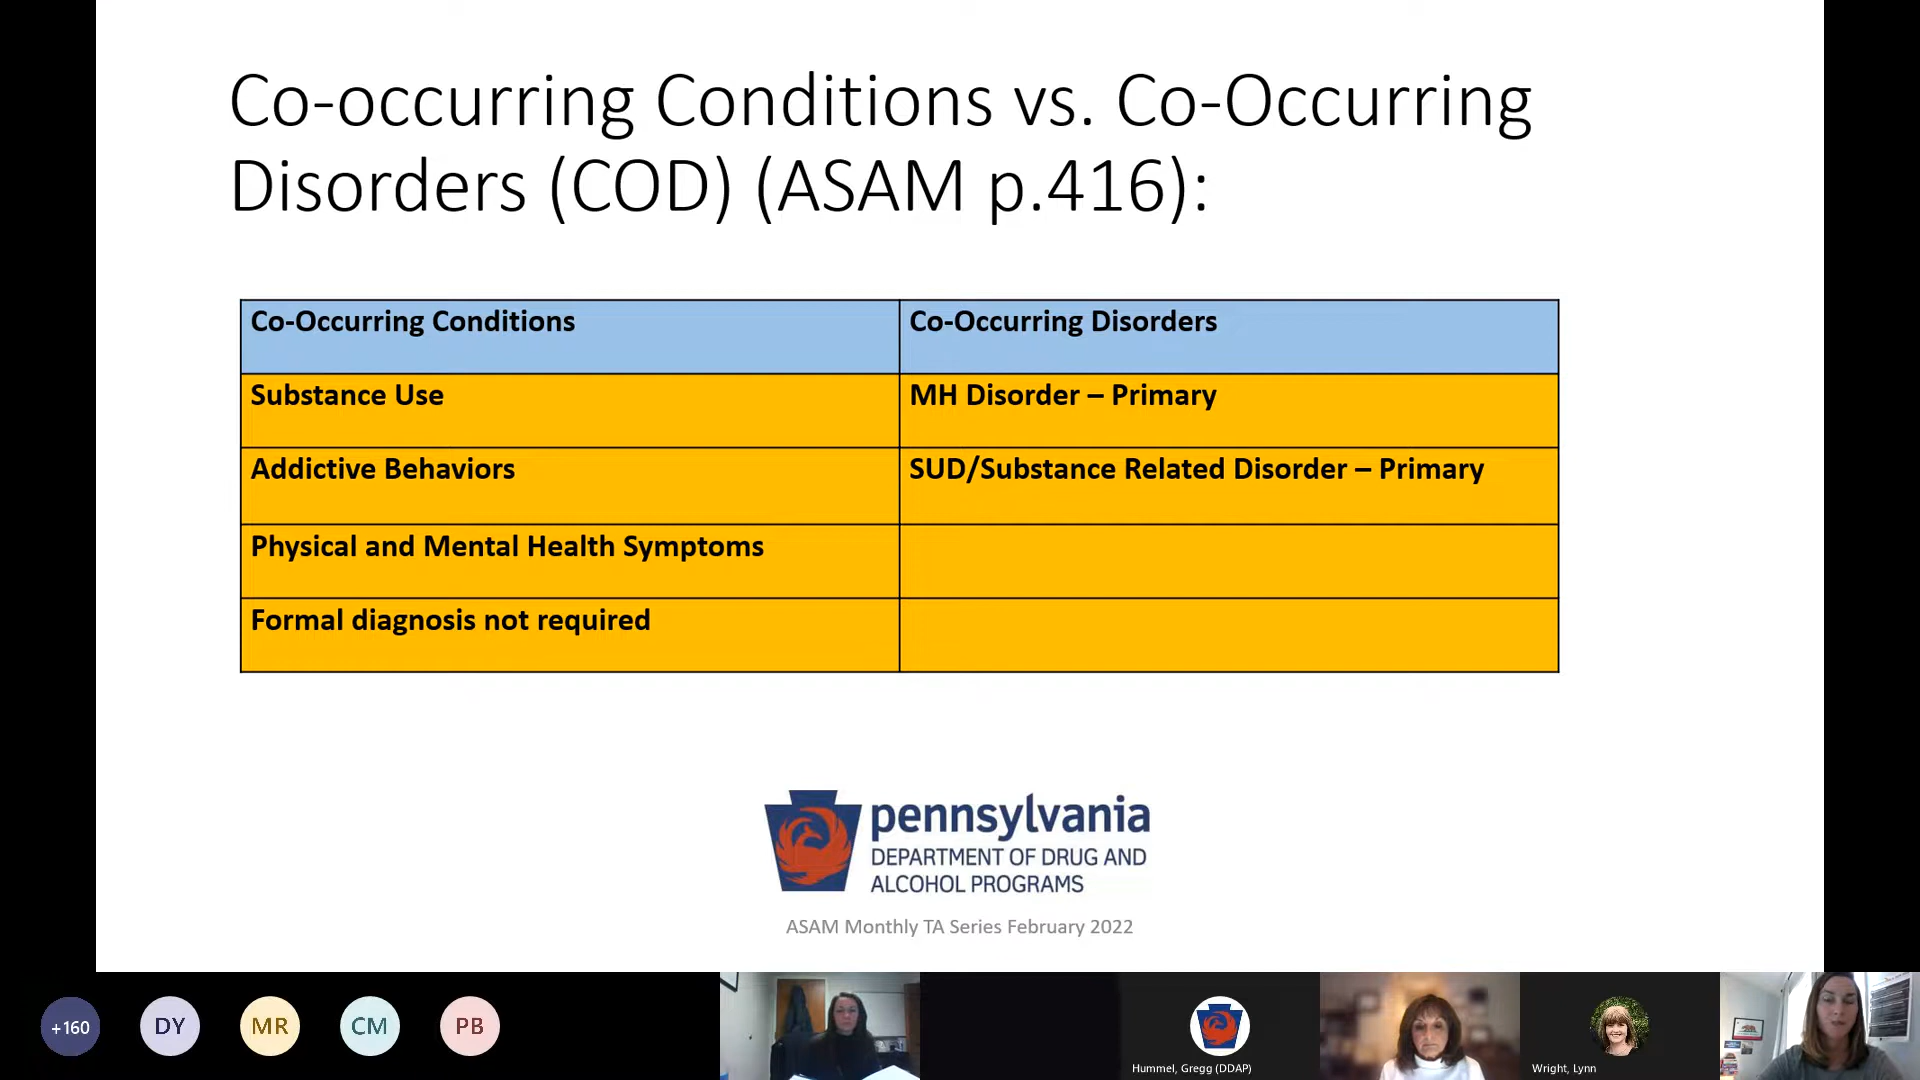 Co-occurring Conditions vs. Co-Occurring
Disorders (COD) (ASAM p.416):
Co-Occurring Conditions
Co-Occurring Disorders
Substance Use
MH Disorder – Primary
Addictive Behaviors
SUD/Substance Related Disorder – Primary
Physical and Mental Health Symptoms
Formal diagnosis not required
pennsylvania
DEPARTMENT OF DRUG AND
ALCOHOL PROGRAMS
ASAM Monthly TA Series February 2022
+160
DY
MR
CM
PB
Hummel, Gregg (DDAP)
Wright, Lynn